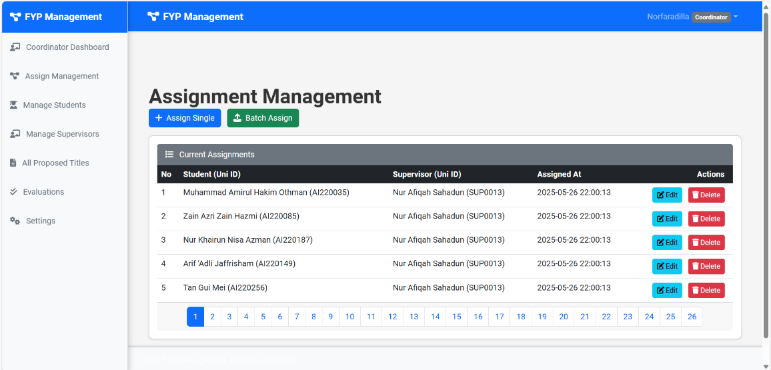 FYP Management
FYP Management
Norfaradilla Coordinator
Coordinator Dashboard
Assign Management
Manage Students
Manage Supervisors
All Proposed Titles
Evaluations
Settings
Assignment Management
+ Assign Single
Batch Assign
Current Assignments
No Student (Uni ID) Supervisor (Uni ID) Assigned At Actions
1 Muhammad Amirul Hakim Othman (AI220035) Nur Afiqah Sahadun (SUP0013) 2025-05-26 22:00:13 Edit Delete
2 Zain Azri Zain Hazmi (AI220085) Nur Afiqah Sahadun (SUP0013) 2025-05-26 22:00:13 Edit Delete
3 Nur Khairun Nisa Azman (AI220187) Nur Afiqah Sahadun (SUP0013) 2025-05-26 22:00:13 Edit Delete
4 Arif 'Adli Jaffrisham (AI220149) Nur Afiqah Sahadun (SUP0013) 2025-05-26 22:00:13 Edit Delete
5 Tan Gui Mei (AI220256) Nur Afiqah Sahadun (SUP0013) 2025-05-26 22:00:13 Edit Delete
1 2 3 4 5 6 7 8 9 10 11 12 13 14 15 16 17 18 19 20 21 22 23 24 25 26